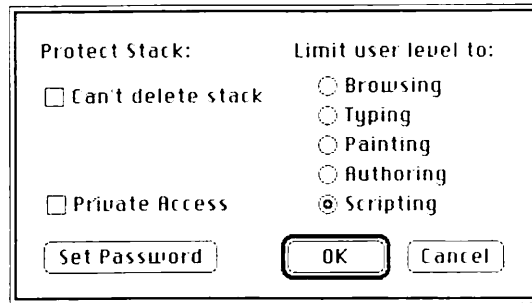 Protect Stack:
Can't delete stack
Private Access
Limit user level to:
Browsing
Typing
Painting
Authoring
Scripting
Set Password
OK
Cancel